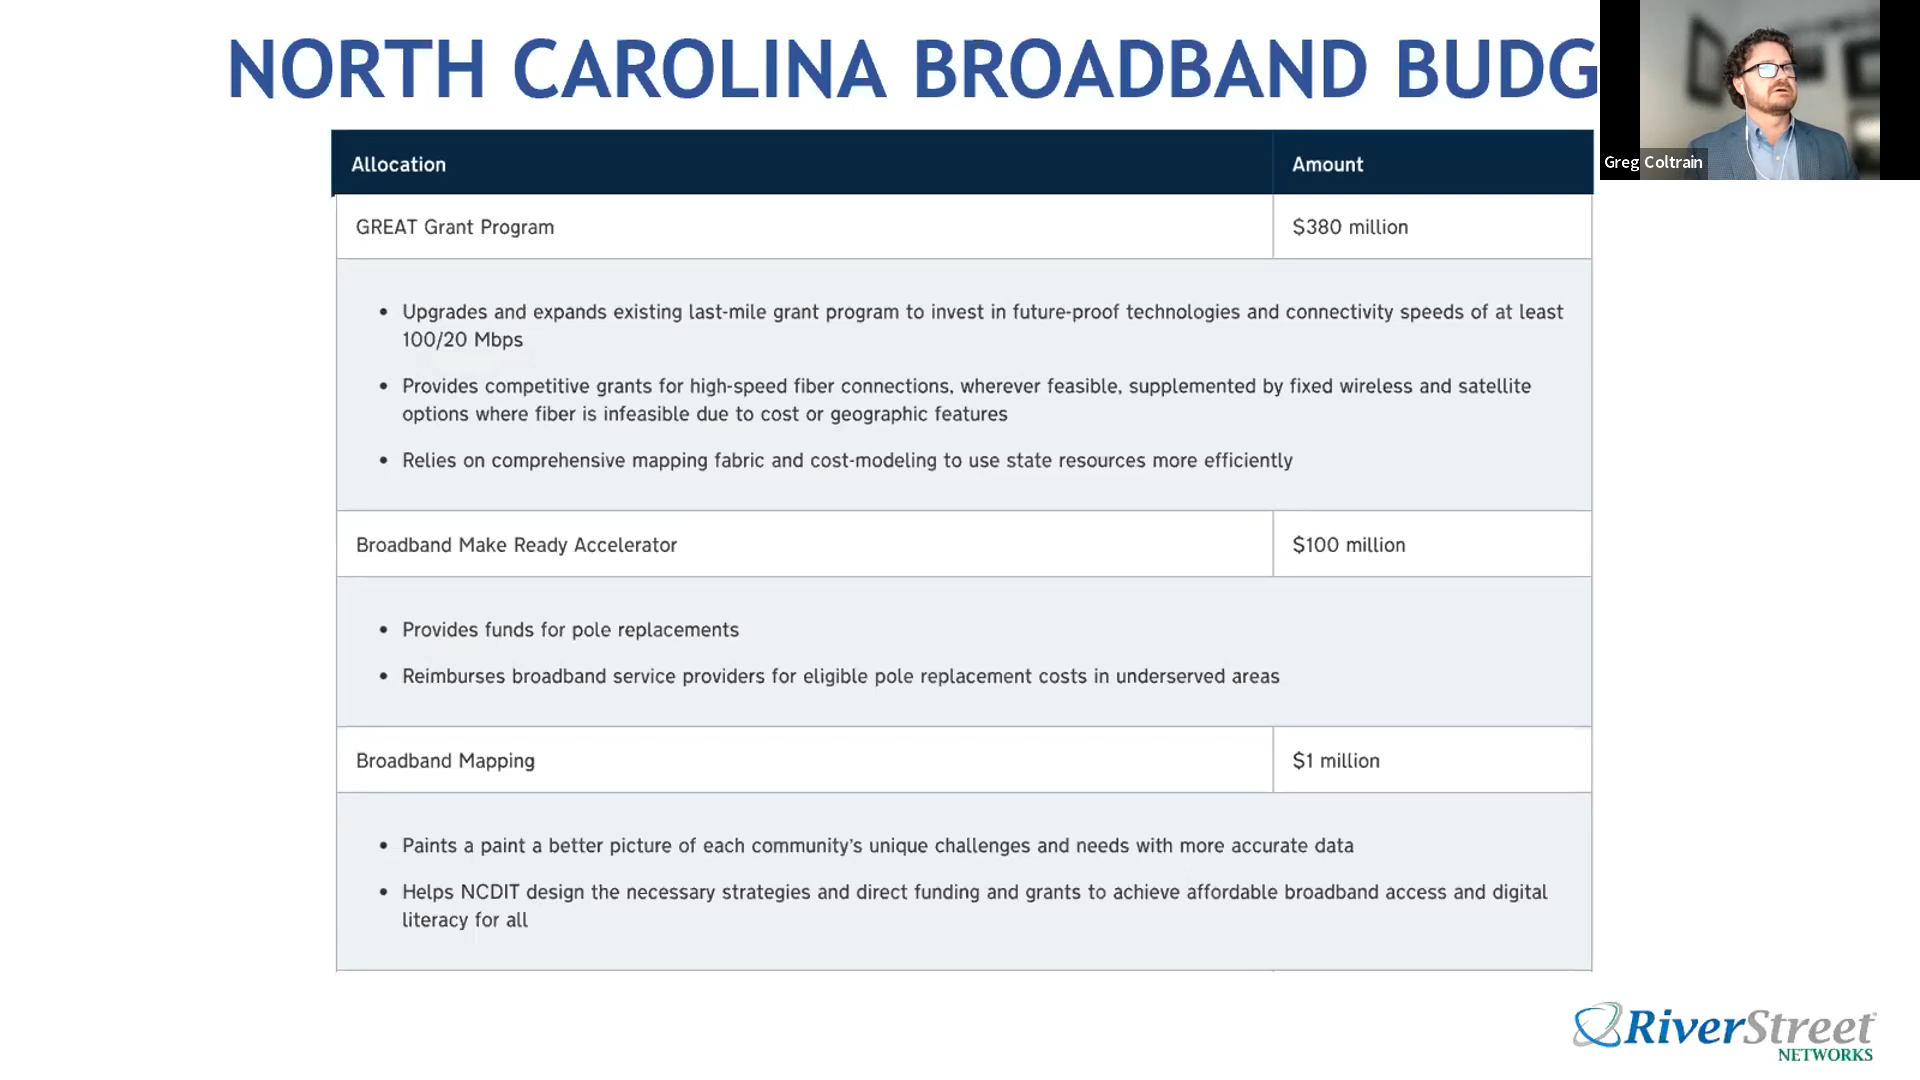 NORTH CAROLINA BROADBAND BUDG
Greg Coltrain
Allocation
Amount
GREAT Grant Program
$380 million
• Upgrades and expands existing last-mile grant program to invest in future-proof technologies and connectivity speeds of at least
100/20 Mbps
• Provides competitive grants for high-speed fiber connections, wherever feasible, supplemented by fixed wireless and satellite
options where fiber is infeasible due to cost or geographic features
• Relies on comprehensive mapping fabric and cost-modeling to use state resources more efficiently
Broadband Make Ready Accelerator
$100 million
• Provides funds for pole replacements
• Reimburses broadband service providers for eligible pole replacement costs in underserved areas
Broadband Mapping
$1 million
• Paints a paint a better picture of each community's unique challenges and needs with more accurate data
• Helps NCDIT design the necessary strategies and direct funding and grants to achieve affordable broadband access and digital
literacy for all
RiverStreet
NETWORKS